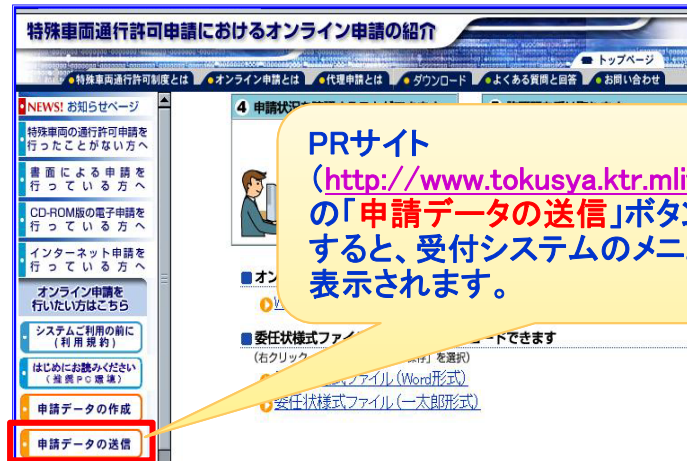 特殊車両通行許可申請におけるオンライン申請の紹介
トップページ
特殊車両通行許可制度とは
オンライン申請とは
代理申請とは
ダウンロード
よくある質問と回答
お問い合わせ
NEWS! お知らせページ
特殊車両の通行許可申請を
行ったことがない方へ
書面による申請を
行っている方へ
CD-ROM版の電子申請を
行っている方へ
インターネット申請を
行っている方へ
オンライン申請を
行いたい方はこちら
システムご利用の前に
(利用規約)
はじめにお読みください
(推奨PC環境)
申請データの作成
申請データの送信
4 申請状
PRサイト
(http://www.tokusya.ktr.mli
の「申請データの送信」ボタン
すると、受付システムのメニ
表示されます。
■オン
■委任状様式ファイ
ードできます
(右クリック
」を選択)
ファイル(Word形式)
委任状様式ファイル(一太郎形式)